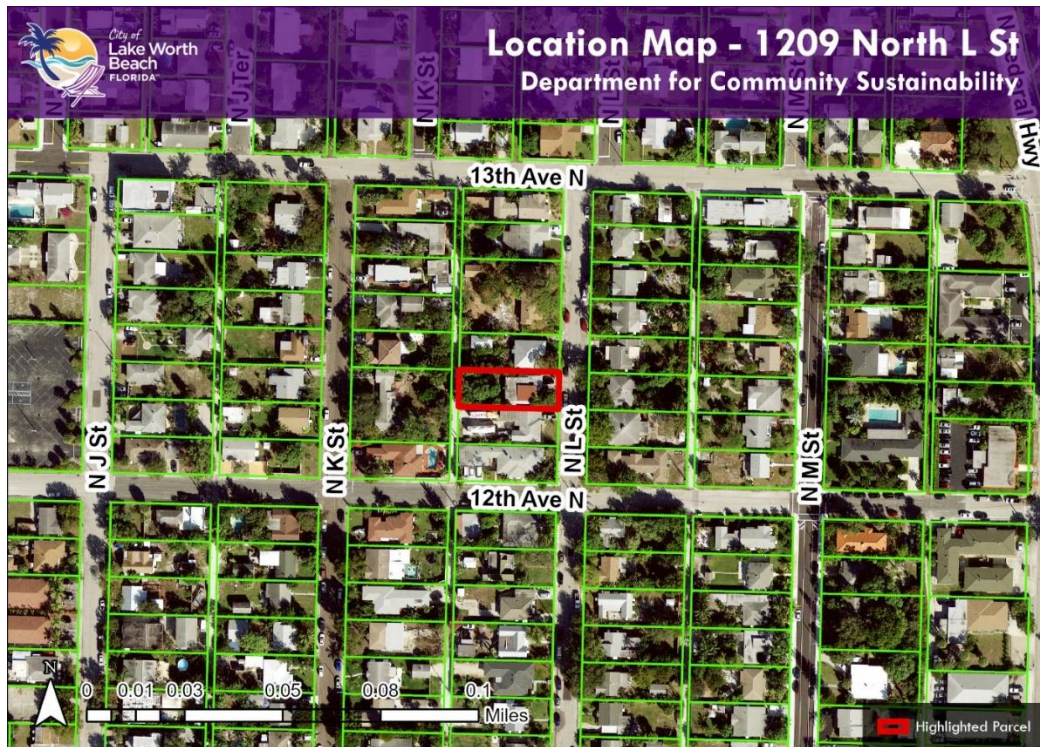 City of
Lake Worth
Beach
FLORIDA
Location Map - 1209 North L St
Department for Community Sustainability
N J Ter
N K St
N L St
N M St
Hwy
13th Ave N
N J St
N K St
N L St
N M St
12th Ave N
N
0 0.01 0.03 0.05 0.08 0.1
Miles
Highlighted Parcel